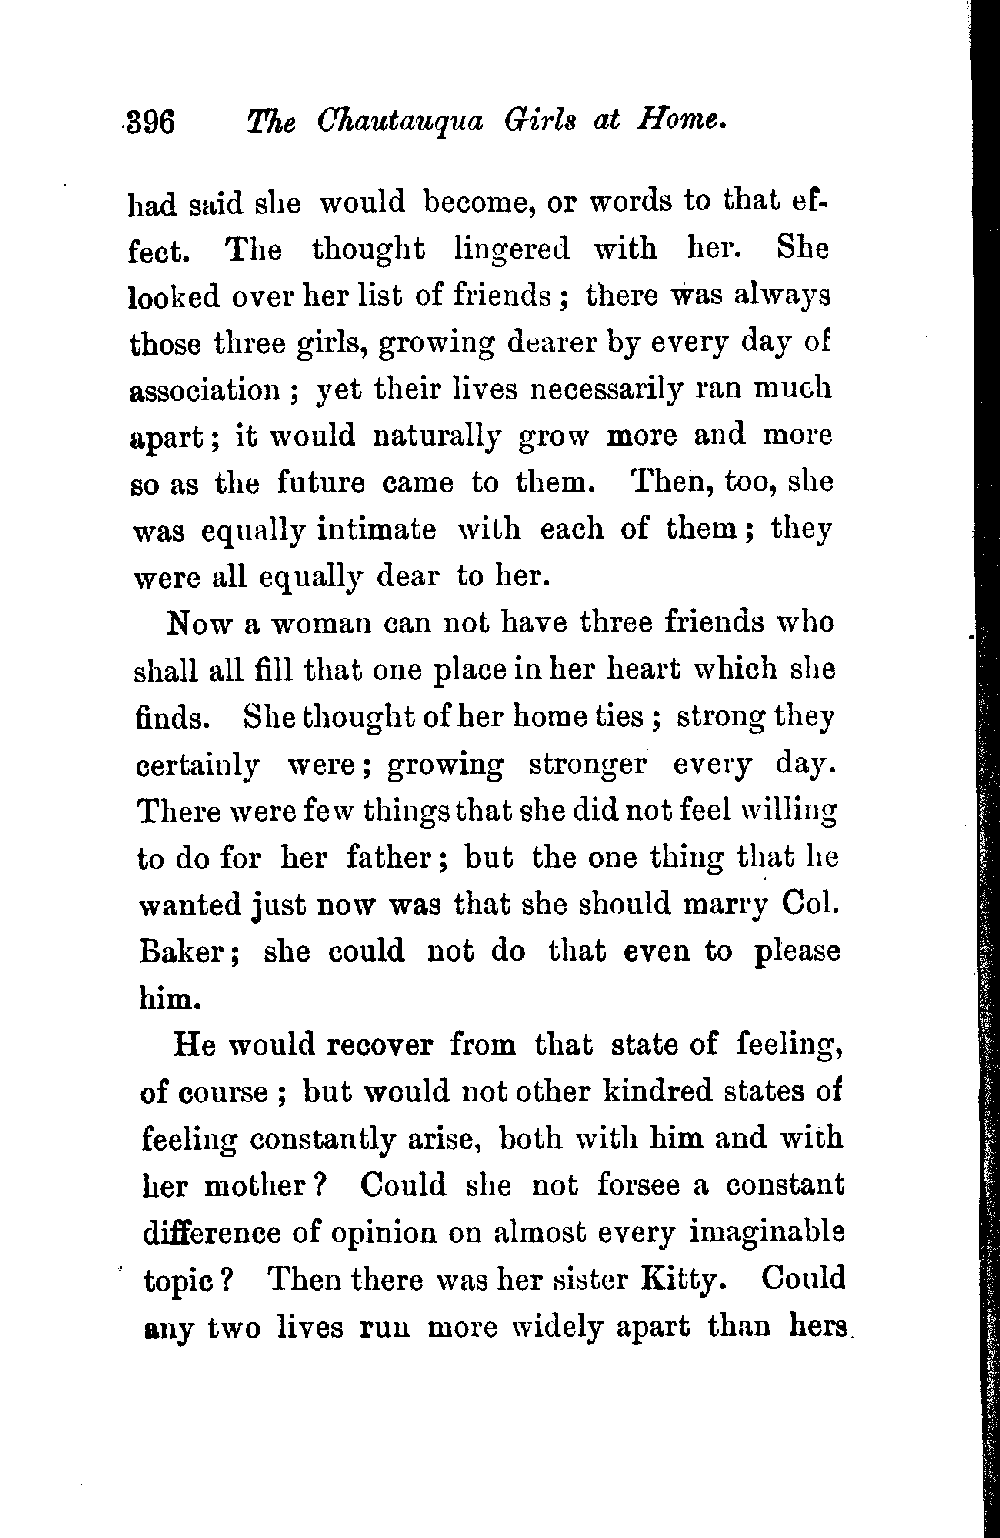 396 The Chautauqua Girls at Home.
had said she would become, or words to that ef-
fect. The thought lingered with her. She
looked over her list of friends ; there was always
those three girls, growing dearer by every day of
association ; yet their lives necessarily ran much
apart ; it would naturally grow more and more
so as the future came to them. Then, too, she
was equally intimate with each of them ; they
were all equally dear to her.
Now a woman can not have three friends who
shall all fill that one place in her heart which she
finds. She thought of her home ties ; strong they
certainly were ; growing stronger every day.
There were few things that she did not feel willing
to do for her father ; but the one thing that he
wanted just now was that she should marry Col.
Baker ; she could not do that even to please
him.
He would recover from that state of feeling,
of course ; but would not other kindred states of
feeling constantly arise, both with him and with
her mother ? Could she not forsee a constant
difference of opinion on almost every imaginable
topic ? Then there was her sister Kitty. Could
any two lives run more widely apart than hers